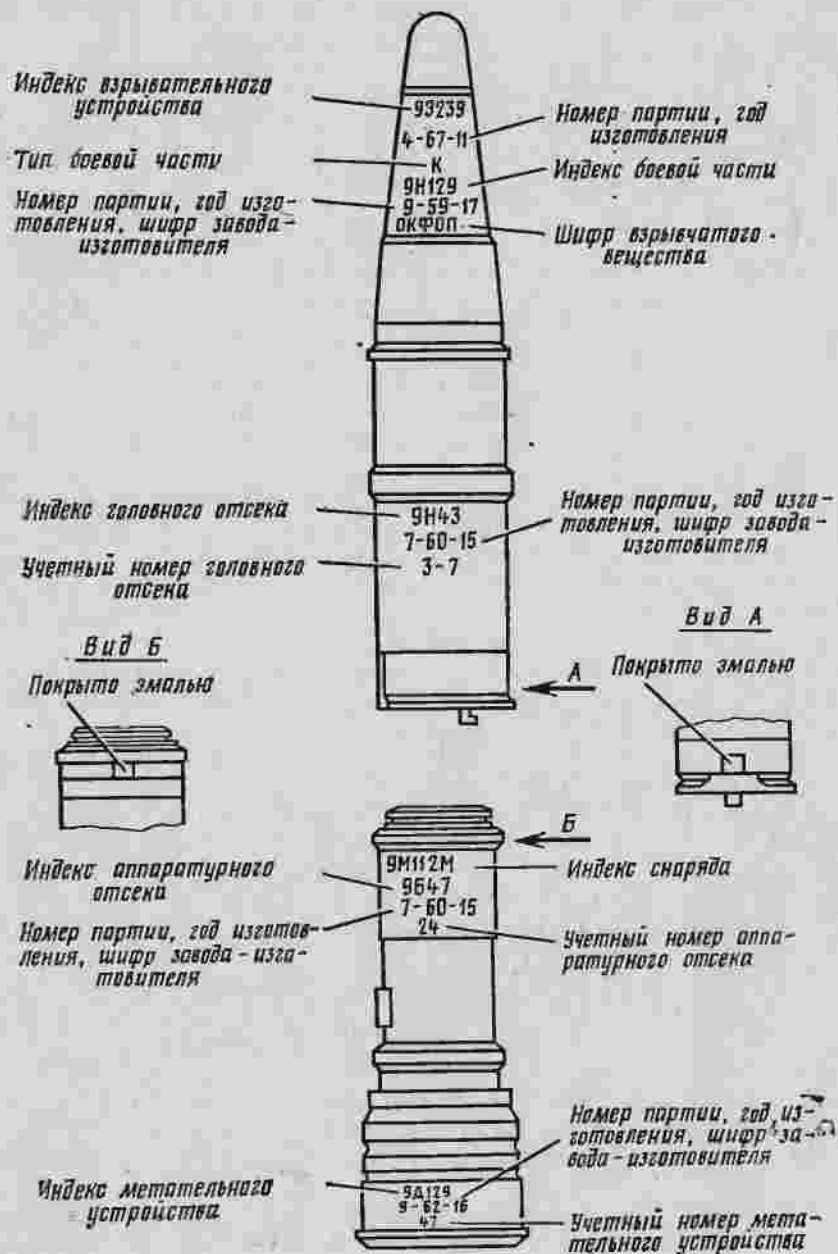 Индекс взрывательного
устройства
9Э239
4-67-11
Номер партии, год
изготовления
Тип боевой части
К
9Н129
Индекс боевой части
Номер партии, год изго-
товления, шифр завода-
изготовителя
9-59-17
ОКФОП
Шифр взрывчатого
вещества
Индекс головного отсека
9Н43
7-60-15
3-7
Номер партии, год изго-
товления, шифр завода-
изготовителя
Учетный номер головного
отсека
Вид Б
Покрыто эмалью
А
Вид А
Покрыто эмалью
Б
Индекс аппаратурного
отсека
9М112М
9Б47
7-60-15
24
Индекс снаряда
Номер партии, год изготов-
ления, шифр завода-изго-
товителя
Учетный номер аппа-
ратурного отсека
Номер партии, год из-
готовления, шифр за-
вода-изготовителя
Индекс метательного
устройства
9Д129
9-62-16
47
Учетный номер мета-
тельного устройства